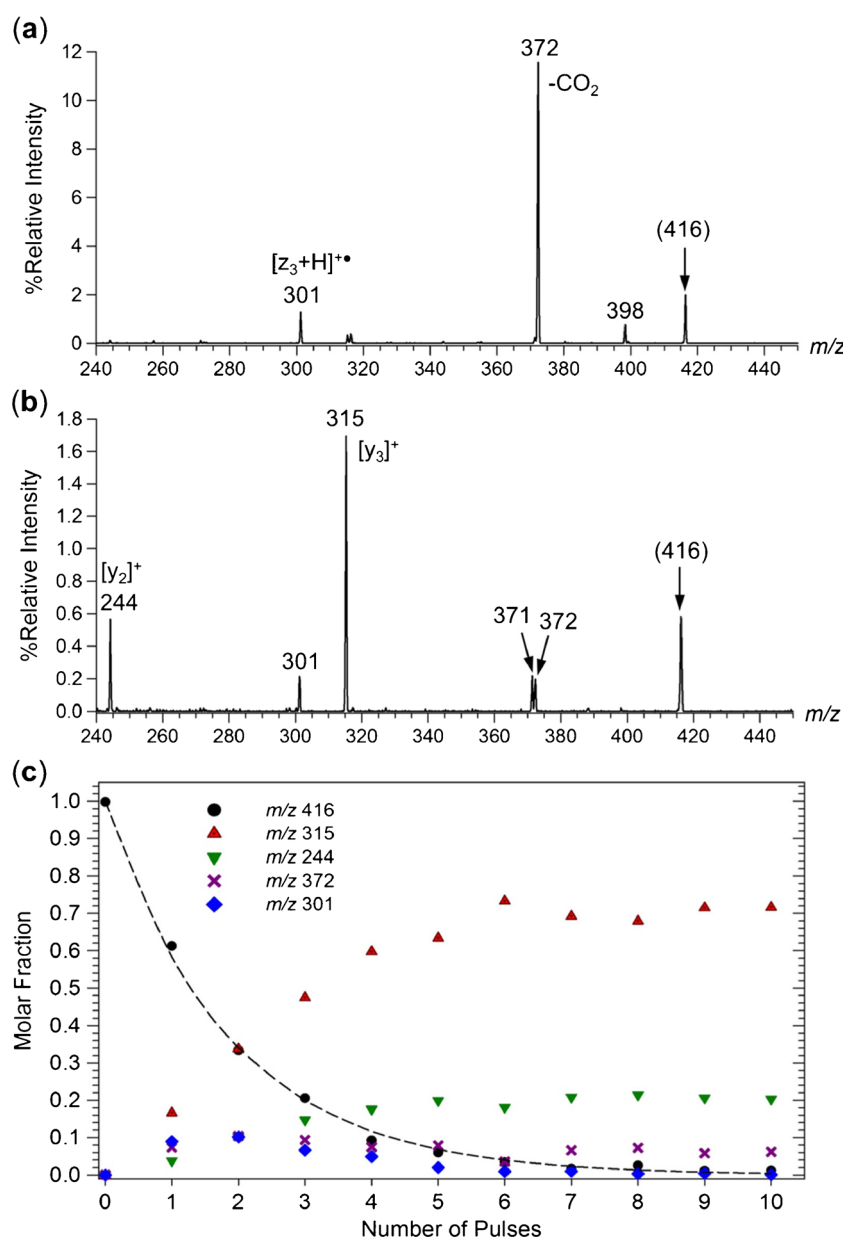 (a)
12
10
8
6
4
2
0
%Relative Intensity
372
-CO₂
[z₃+H]⁺•
301
398
(416)
240 260 280 300 320 340 360 380 400 420 440 m/z
(b)
1.8
1.6
1.4
1.2
1.0
0.8
0.6
0.4
0.2
0.0
%Relative Intensity
315
[y₃]⁺
[y₂]⁺
244
301
371 372
(416)
240 260 280 300 320 340 360 380 400 420 440 m/z
(c)
1.0
0.9
0.8
0.7
0.6
0.5
0.4
0.3
0.2
0.1
0.0
Molar Fraction
m/z 416
m/z 315
m/z 244
m/z 372
m/z 301
0 1 2 3 4 5 6 7 8 9 10
Number of Pulses